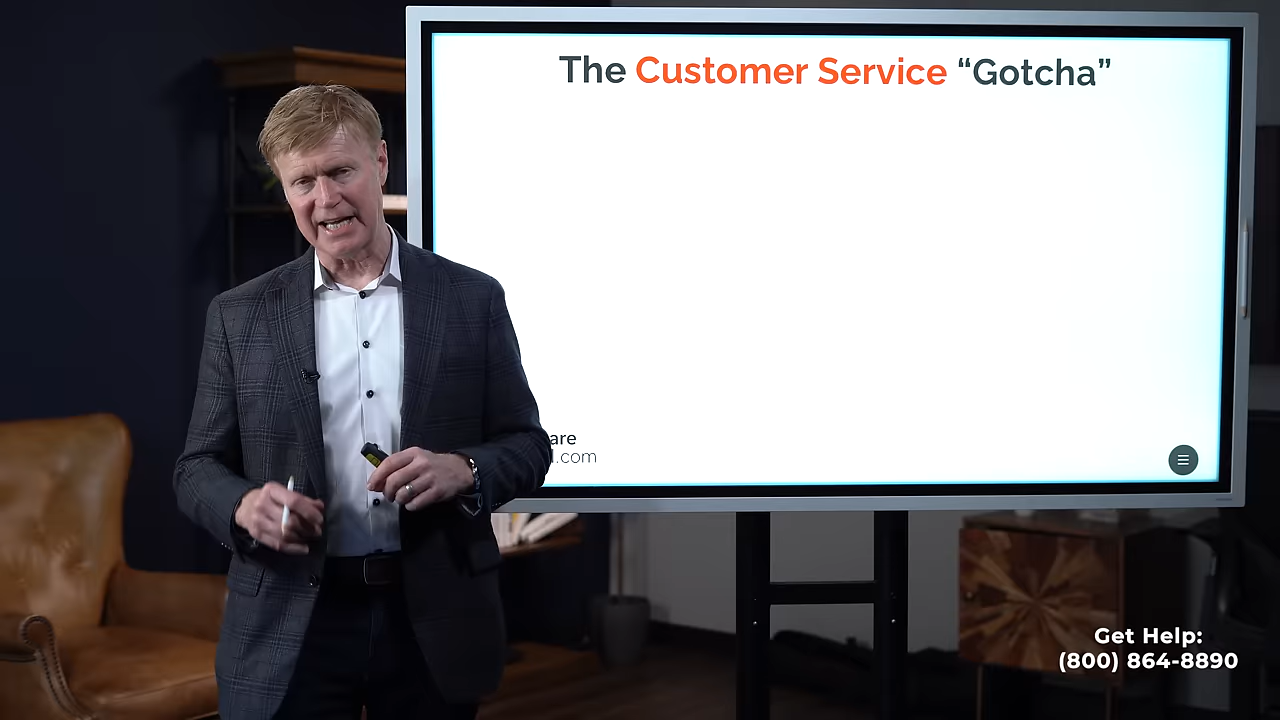 The Customer Service “Gotcha”
are
.com
Get Help:
(800) 864-8890